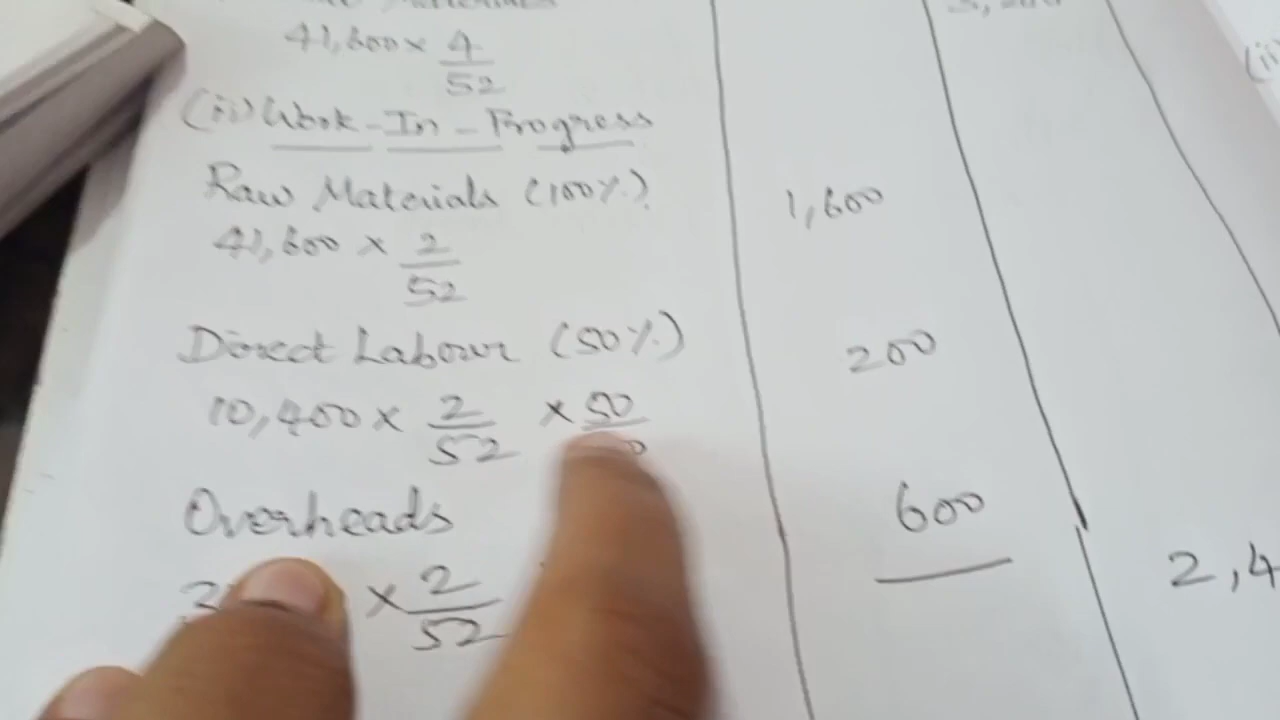 41,600 × 4/52
(ii) Work-In-Progress
Raw Materials (100%) 1,600
41,600 × 2/52
Direct Labour (50%) 200
10,400 × 2/52 × 50
Overheads 600
× 2/52 2,4